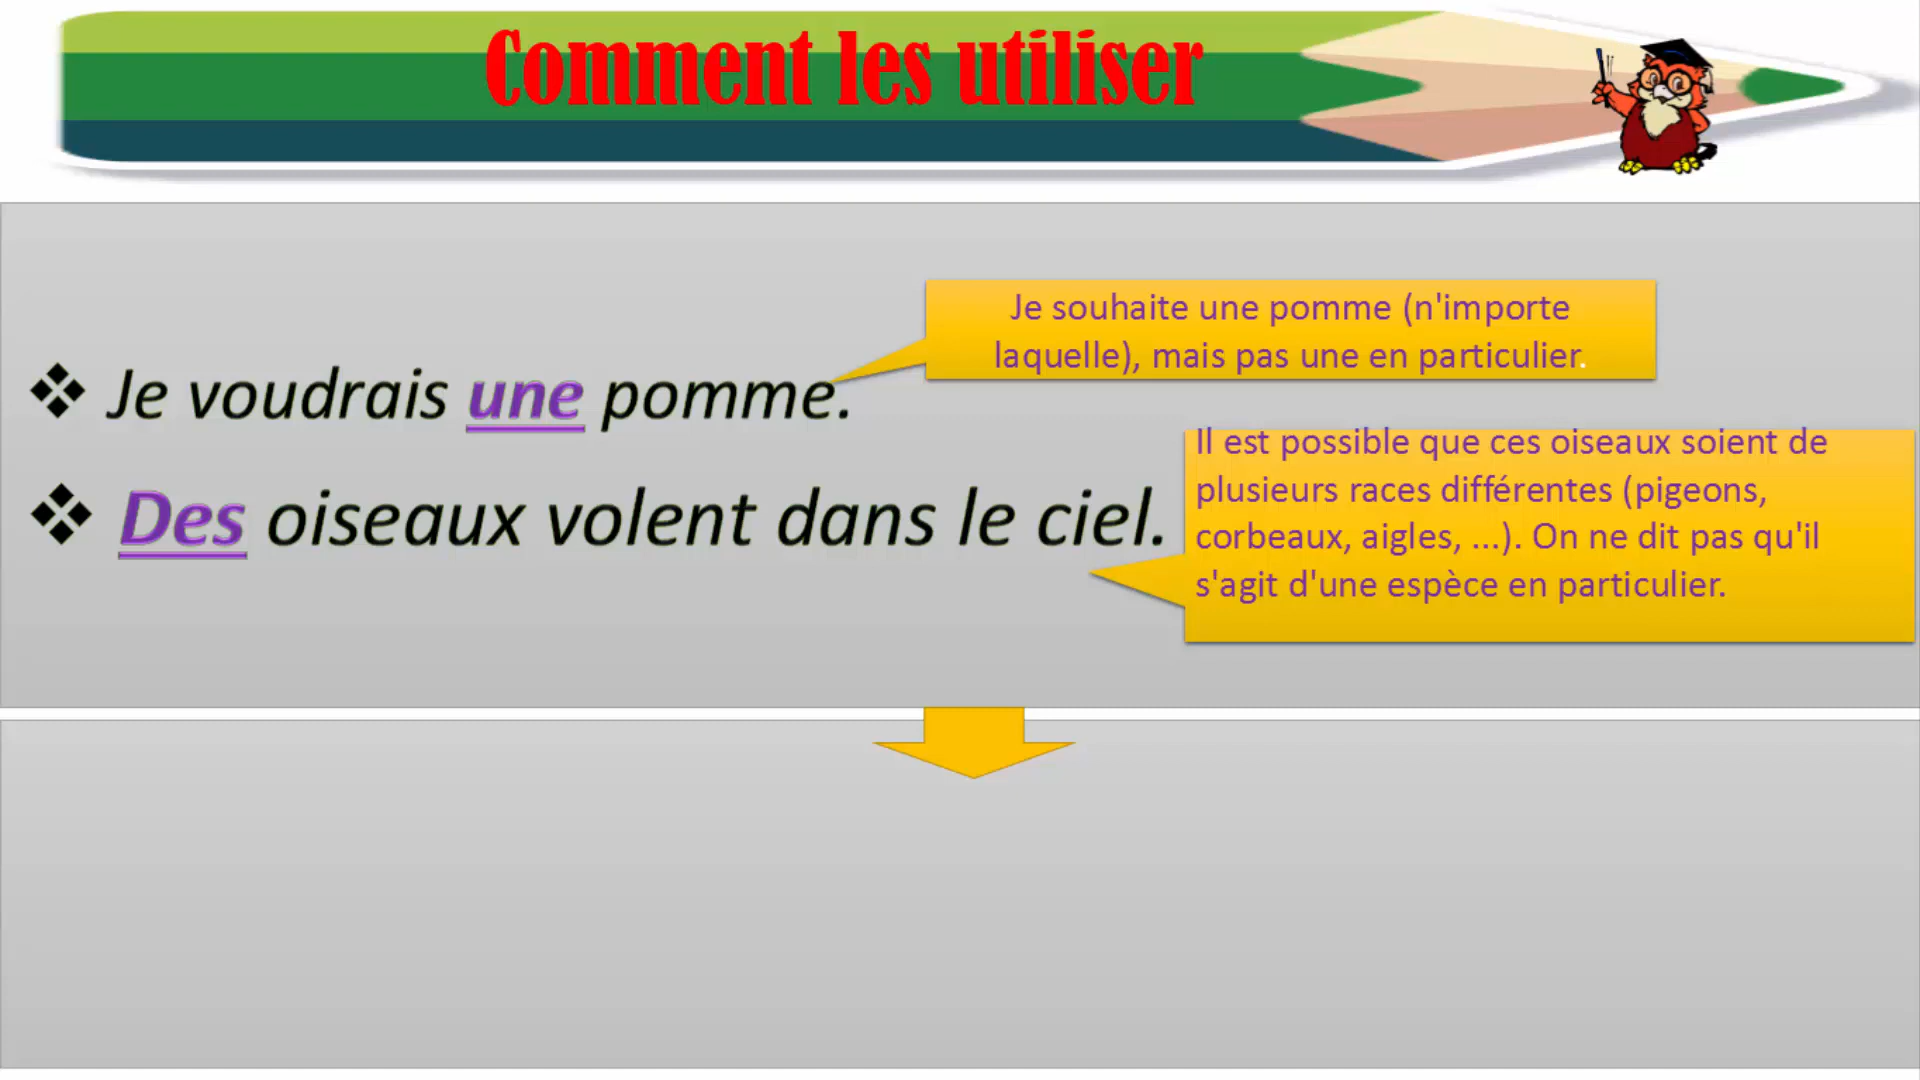 Comment les utiliser
Je souhaite une pomme (n'importe
laquelle), mais pas une en particulier.
❖ Je voudrais une pomme.
Il est possible que ces oiseaux soient de
plusieurs races différentes (pigeons,
corbeaux, aigles, ...). On ne dit pas qu'il
s'agit d'une espèce en particulier.
❖ Des oiseaux volent dans le ciel.